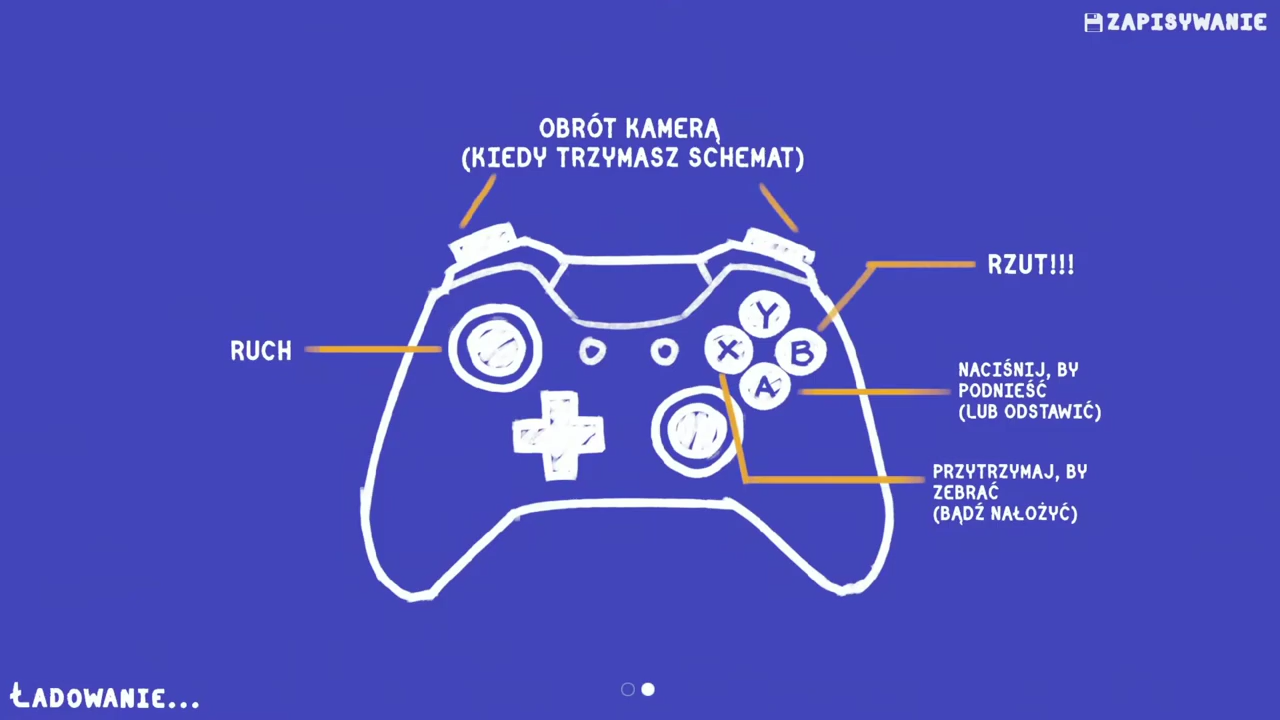 ZAPISYWANIE
OBRÓT KAMERĄ
(KIEDY TRZYMASZ SCHEMAT)
RZUT!!!
Y
X
B
A
RUCH
NACIŚNIJ, BY
PODNIEŚĆ
(LUB ODSTAWIĆ)
PRZYTRZYMAJ, BY
ZEBRAĆ
(BĄDŹ NAŁOŻYĆ)
ŁADOWANIE...